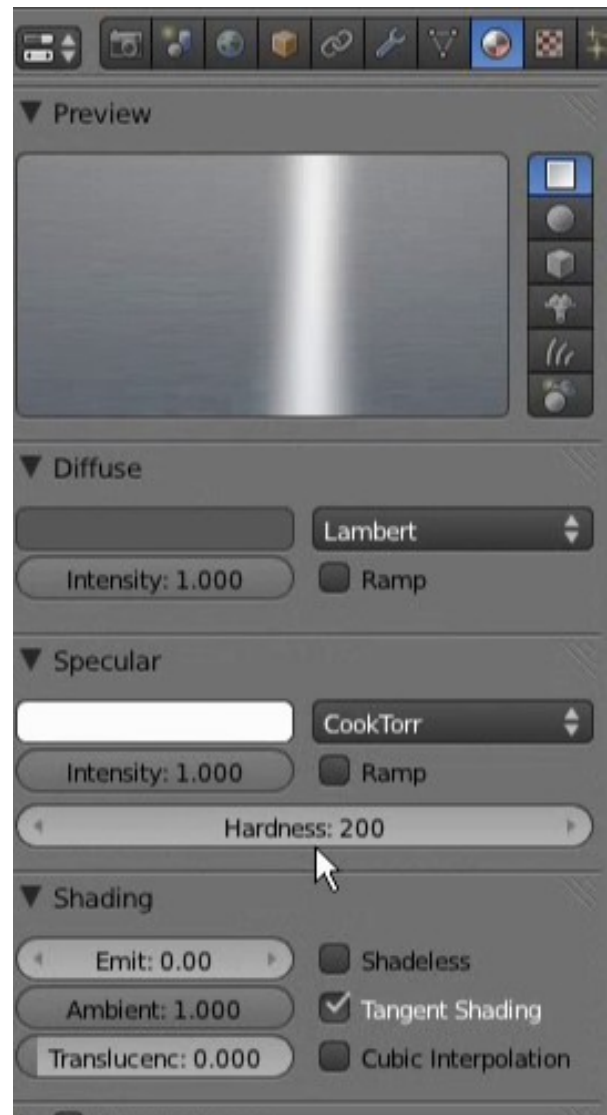 Preview
Diffuse
Lambert
Intensity: 1.000
Ramp
Specular
CookTorr
Intensity: 1.000
Ramp
Hardness: 200
Shading
Emit: 0.00
Shadeless
Ambient: 1.000
Tangent Shading
Translucenc: 0.000
Cubic Interpolation